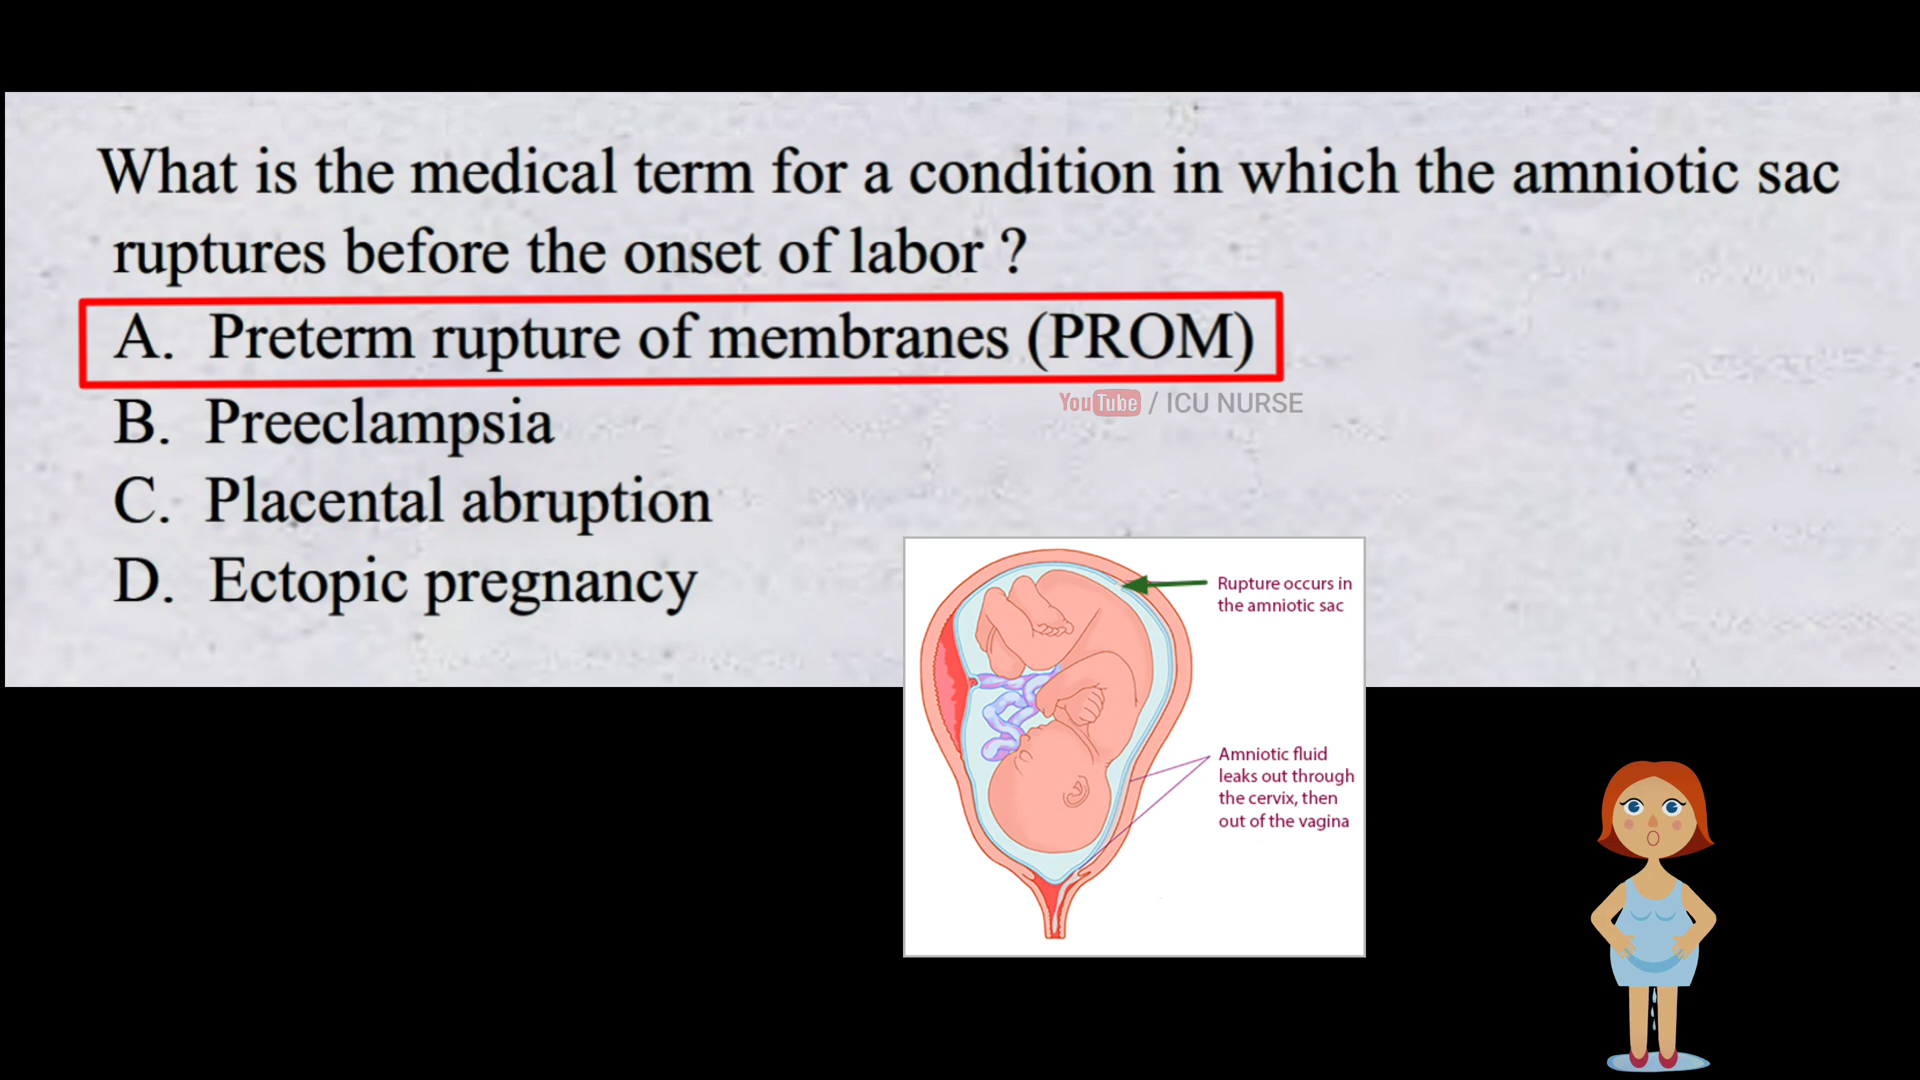 What is the medical term for a condition in which the amniotic sac
ruptures before the onset of labor ?
A. Preterm rupture of membranes (PROM)
YouTube / ICU NURSE
B. Preeclampsia
C. Placental abruption
D. Ectopic pregnancy
Rupture occurs in
the amniotic sac
Amniotic fluid
leaks out through
the cervix, then
out of the vagina